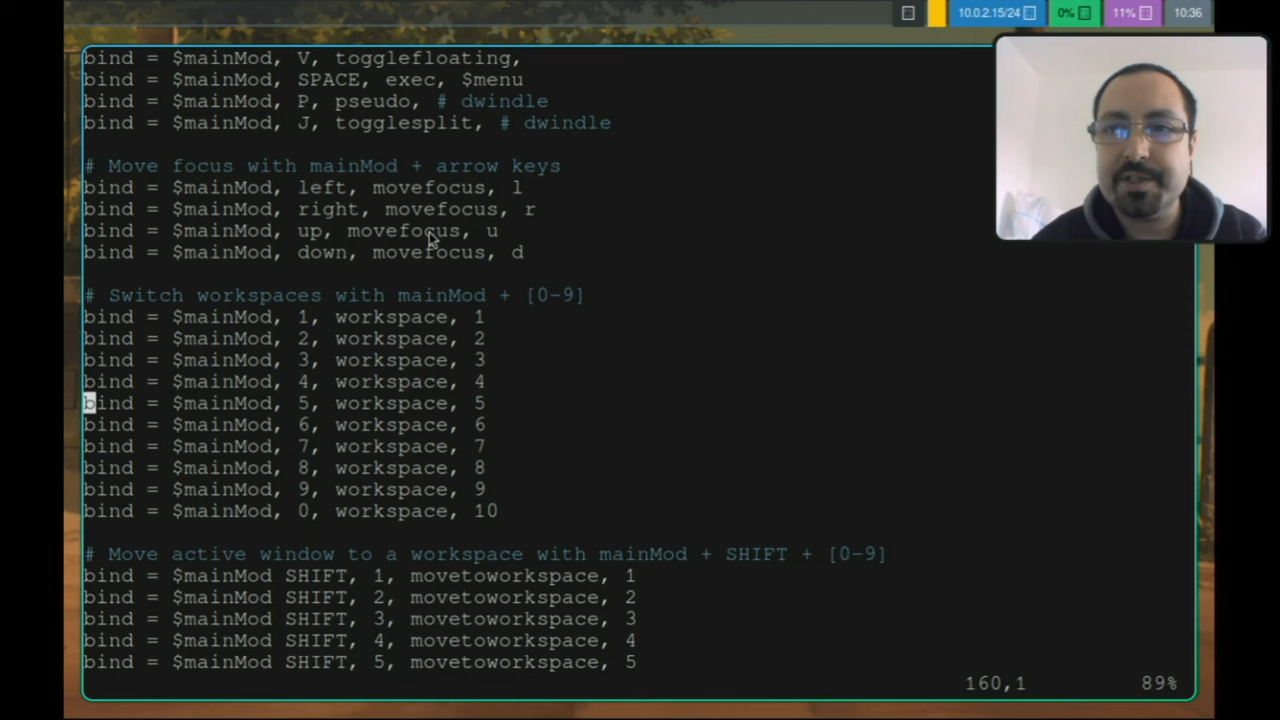 10.0.2.15/24 0% 11% 10:36
bind = $mainMod, V, togglefloating,
bind = $mainMod, SPACE, exec, $menu
bind = $mainMod, P, pseudo, # dwindle
bind = $mainMod, J, togglesplit, # dwindle
# Move focus with mainMod + arrow keys
bind = $mainMod, left, movefocus, l
bind = $mainMod, right, movefocus, r
bind = $mainMod, up, movefocus, u
bind = $mainMod, down, movefocus, d
# Switch workspaces with mainMod + [0-9]
bind = $mainMod, 1, workspace, 1
bind = $mainMod, 2, workspace, 2
bind = $mainMod, 3, workspace, 3
bind = $mainMod, 4, workspace, 4
bind = $mainMod, 5, workspace, 5
bind = $mainMod, 6, workspace, 6
bind = $mainMod, 7, workspace, 7
bind = $mainMod, 8, workspace, 8
bind = $mainMod, 9, workspace, 9
bind = $mainMod, 0, workspace, 10
# Move active window to a workspace with mainMod + SHIFT + [0-9]
bind = $mainMod SHIFT, 1, movetoworkspace, 1
bind = $mainMod SHIFT, 2, movetoworkspace, 2
bind = $mainMod SHIFT, 3, movetoworkspace, 3
bind = $mainMod SHIFT, 4, movetoworkspace, 4
bind = $mainMod SHIFT, 5, movetoworkspace, 5
160,1 89%